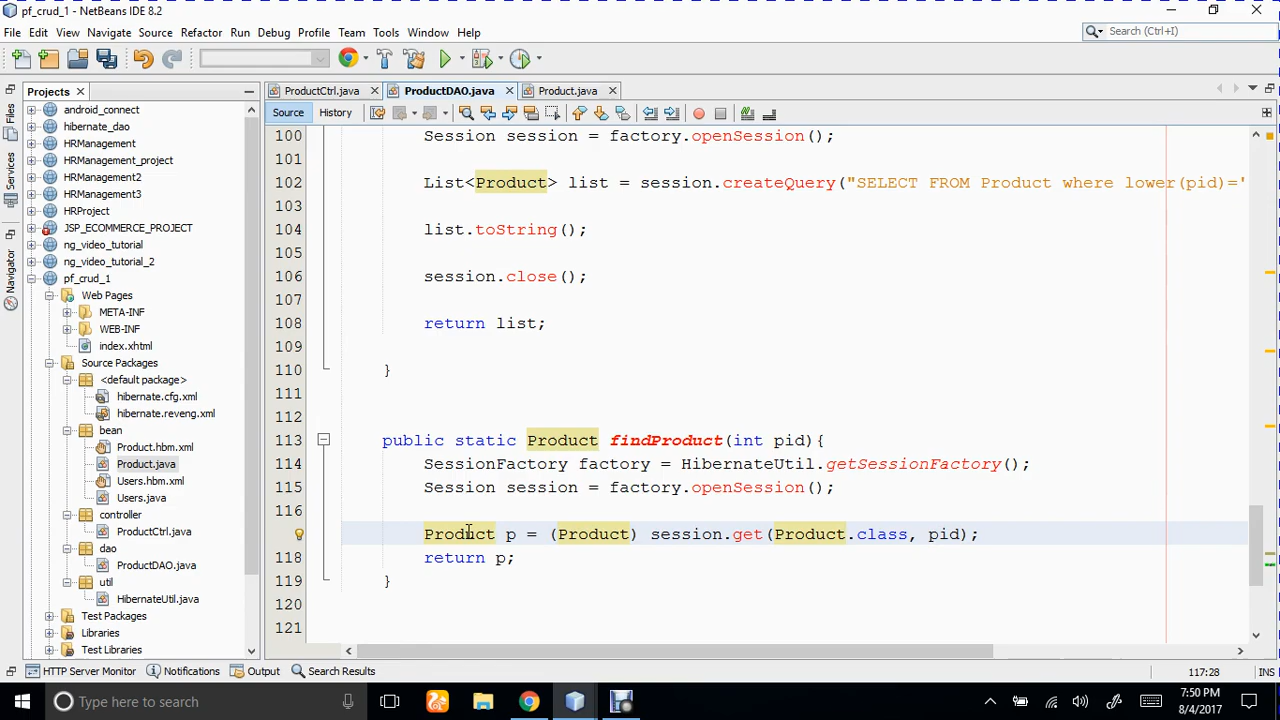 pf_crud_1 - NetBeans IDE 8.2
File Edit View Navigate Source Refactor Run Debug Profile Team Tools Window Help
Search (Ctrl+I)
Projects
ProductCtrl.java
ProductDAO.java
Product.java
Source
History
Files
Services
Navigator
android_connect
hibernate_dao
HRManagement
HRManagement_project
HRManagement2
HRManagement3
HRProject
JSP_ECOMMERCE_PROJECT
ng_video_tutorial
ng_video_tutorial_2
pf_crud_1
Web Pages
META-INF
WEB-INF
index.xhtml
Source Packages
<default package>
hibernate.cfg.xml
hibernate.reveng.xml
bean
Product.hbm.xml
Product.java
Users.hbm.xml
Users.java
controller
ProductCtrl.java
dao
ProductDAO.java
util
HibernateUtil.java
Test Packages
Libraries
Test Libraries
100 Session session = factory.openSession();
101
102 List<Product> list = session.createQuery("SELECT FROM Product where lower(pid)='
103
104 list.toString();
105
106 session.close();
107
108 return list;
109
110 }
111
112
113 public static Product findProduct(int pid){
114 SessionFactory factory = HibernateUtil.getSessionFactory();
115 Session session = factory.openSession();
116
Product p = (Product) session.get(Product.class, pid);
118 return p;
119 }
120
121
HTTP Server Monitor
Notifications
Output
Search Results
117:28
INS
Type here to search
7:50 PM
8/4/2017